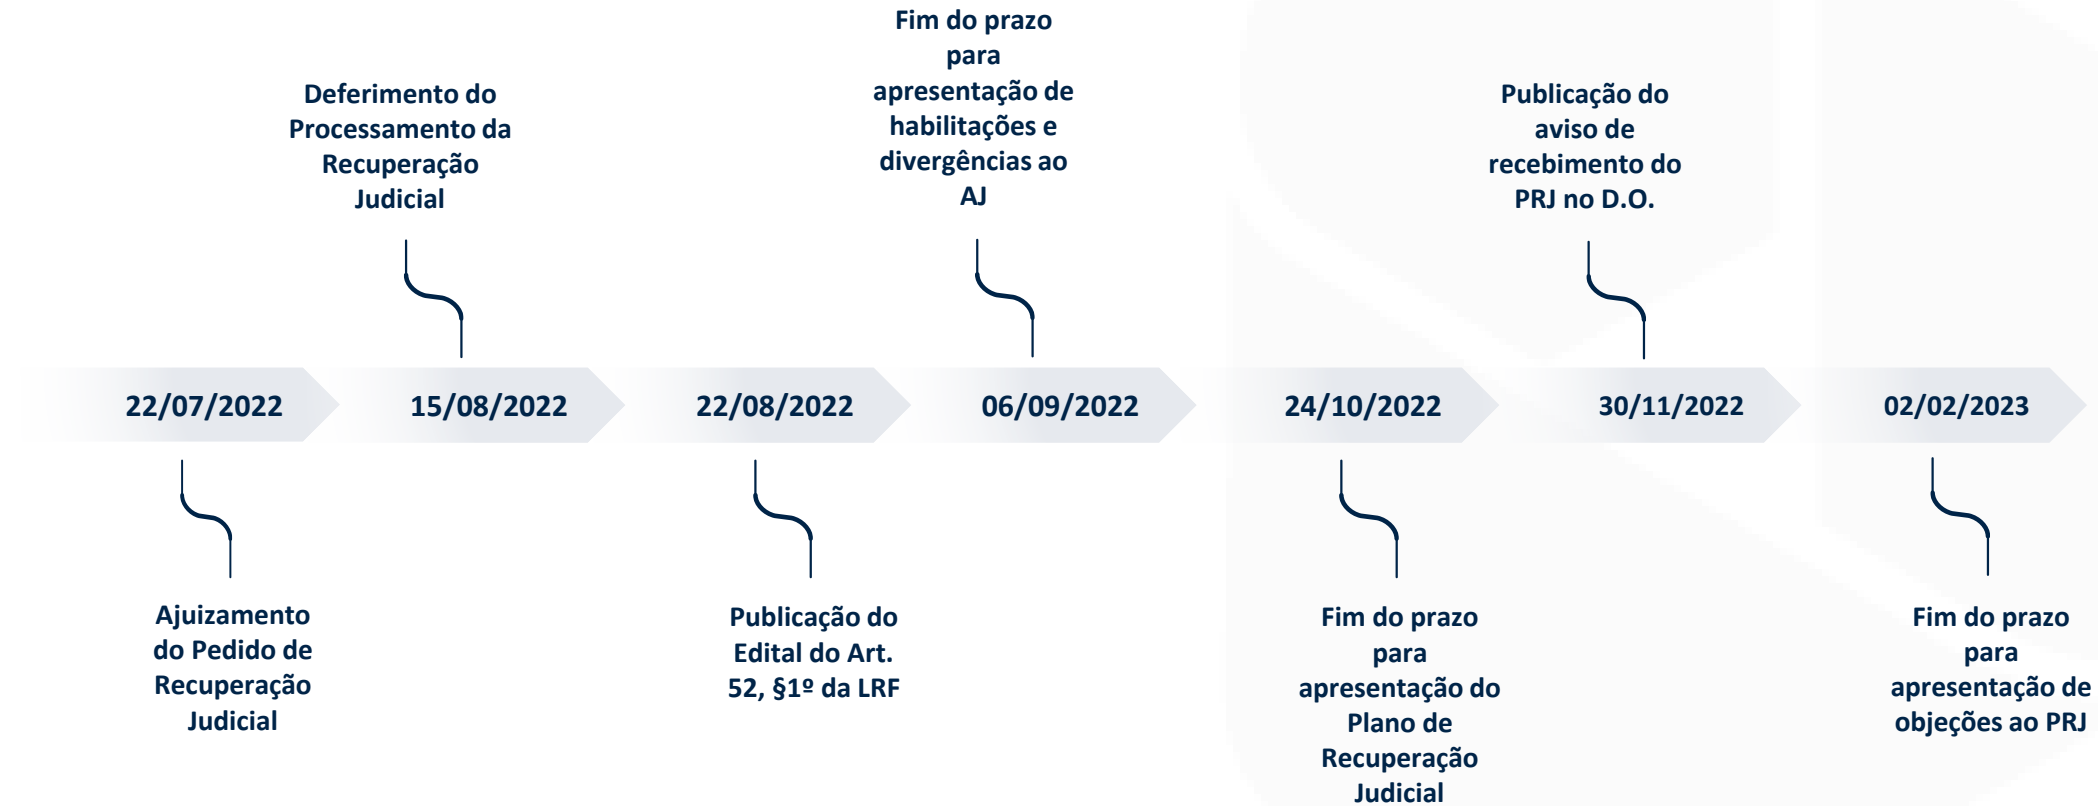 Fim do prazo
para
apresentação de
habilitações e
divergências ao
AJ
Deferimento do
Processamento da
Recuperação
Judicial
Publicação do
aviso de
recebimento do
PRJ no D.O.
22/07/2022
15/08/2022
22/08/2022
06/09/2022
24/10/2022
30/11/2022
02/02/2023
Ajuizamento
do Pedido de
Recuperação
Judicial
Publicação do
Edital do Art.
52, §1º da LRF
Fim do prazo
para
apresentação do
Plano de
Recuperação
Judicial
Fim do prazo
para
apresentação de
objeções ao PRJ